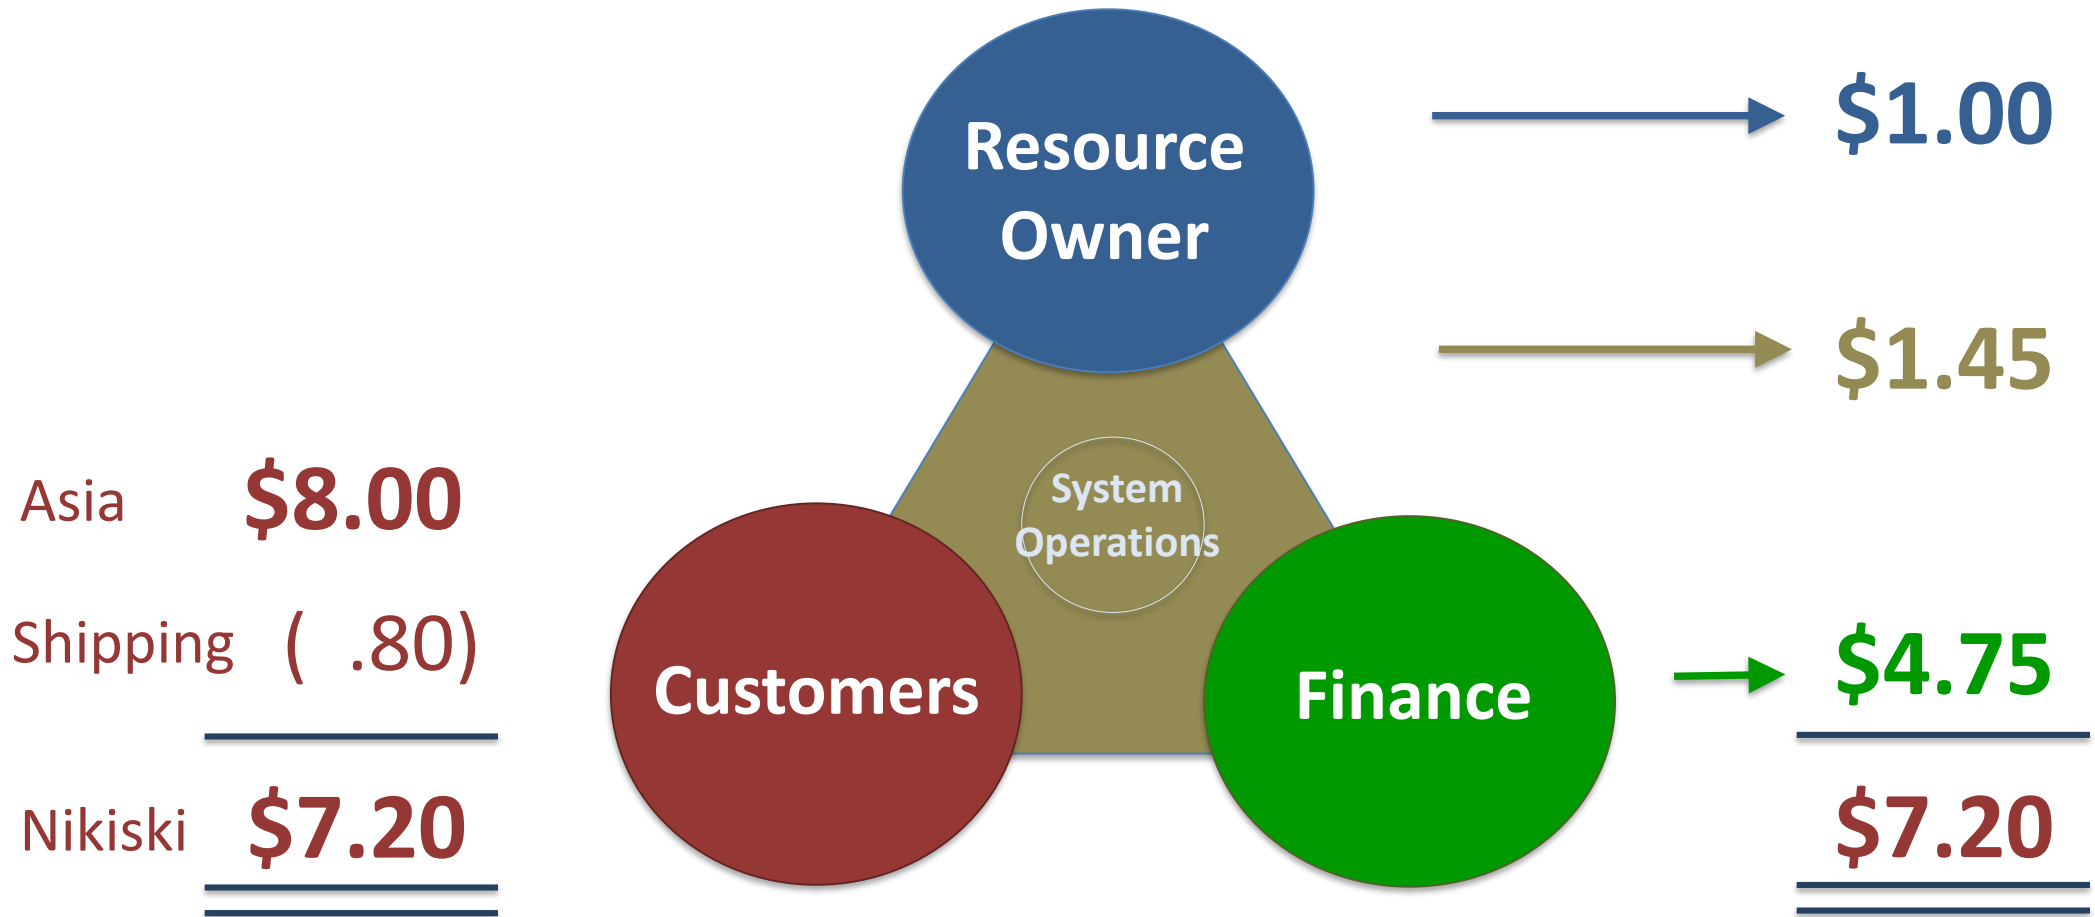 Resource
Owner
$1.00
$1.45
System
Operations
Asia $8.00
Shipping ( .80)
Customers
Finance
$4.75
Nikiski $7.20
$7.20